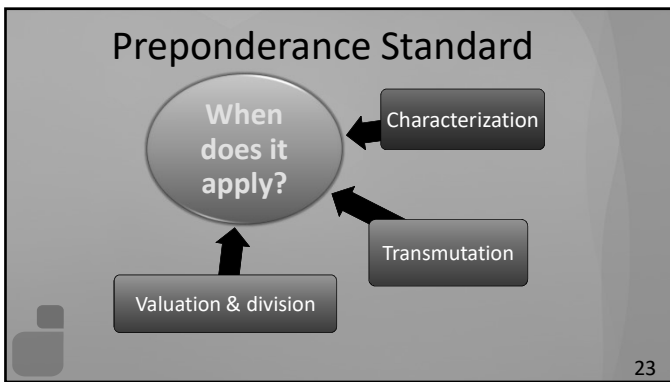 Preponderance Standard
When
does it
apply?
Characterization
Transmutation
Valuation & division
23